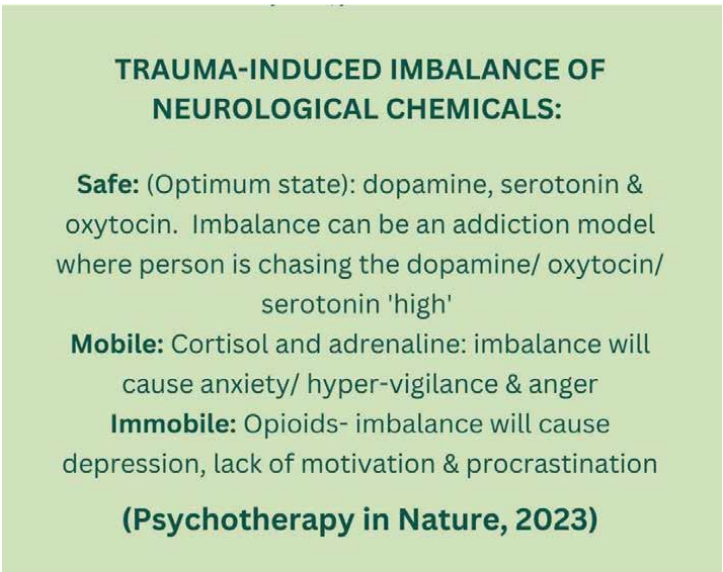 TRAUMA-INDUCED IMBALANCE OF
NEUROLOGICAL CHEMICALS:
Safe: (Optimum state): dopamine, serotonin &
oxytocin. Imbalance can be an addiction model
where person is chasing the dopamine/ oxytocin/
serotonin 'high'
Mobile: Cortisol and adrenaline: imbalance will
cause anxiety/ hyper-vigilance & anger
Immobile: Opioids- imbalance will cause
depression, lack of motivation & procrastination
(Psychotherapy in Nature, 2023)